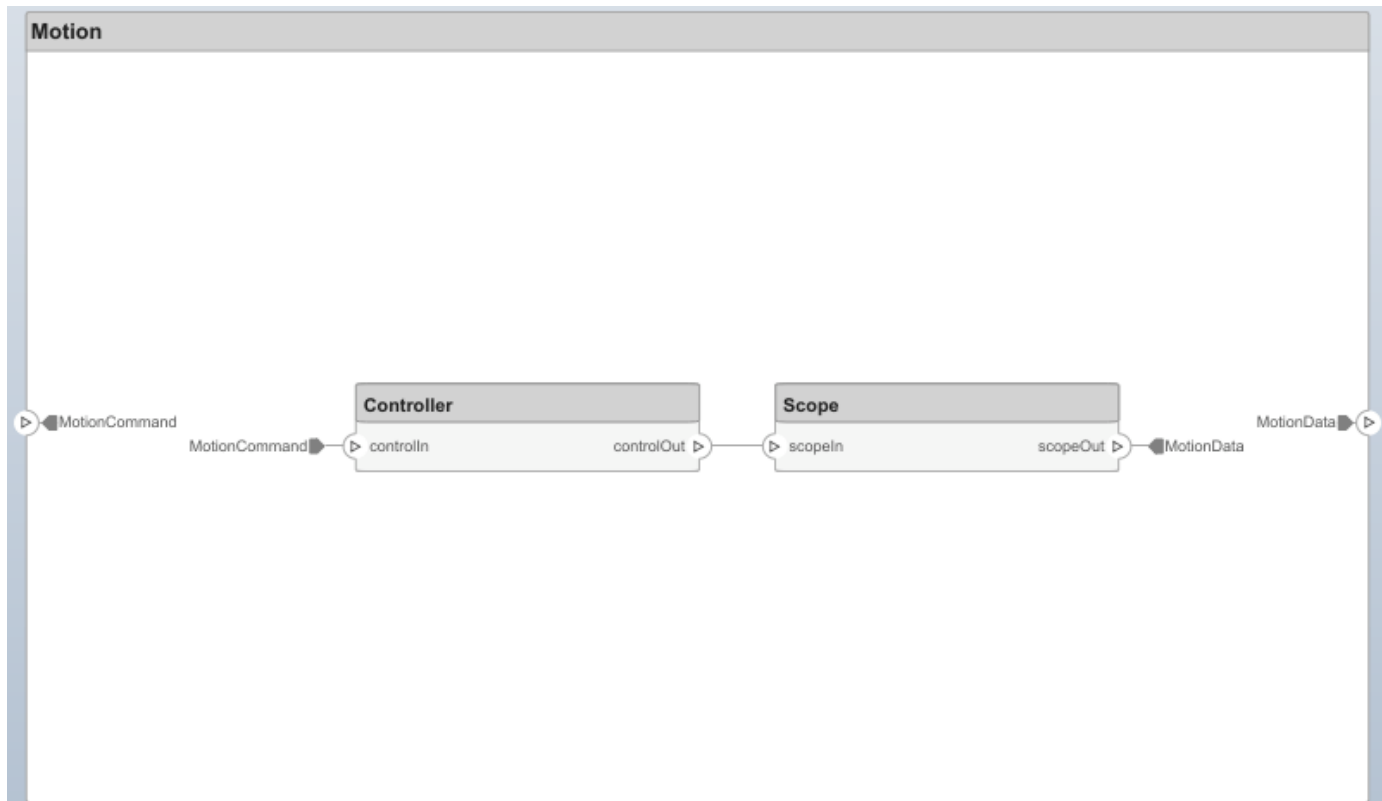 Motion
Controller
Scope
MotionCommand
MotionData
MotionCommand
controlIn
controlOut
scopeIn
scopeOut
MotionData